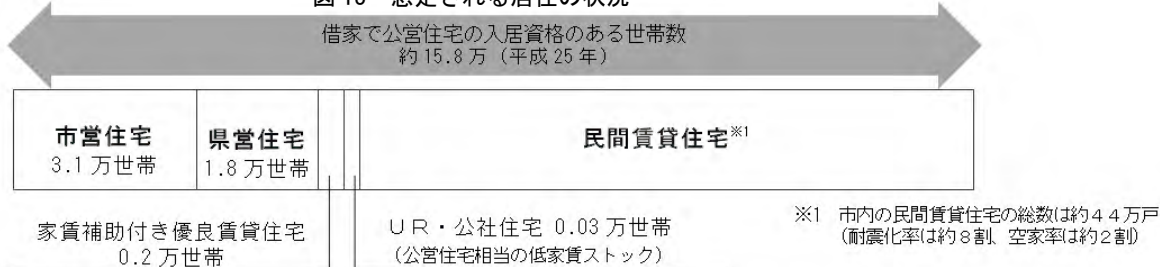 借家で公営住宅の入居資格のある世帯数
約15.8万（平成25年）
市営住宅
3.1万世帯
県営住宅
1.8万世帯
民間賃貸住宅※1
家賃補助付き優良賃貸住宅
0.2万世帯
ＵＲ・公社住宅 0.03万世帯
（公営住宅相当の低家賃ストック）
※1 市内の民間賃貸住宅の総数は約４４万戸
（耐震化率は約８割、空家率は約２割）